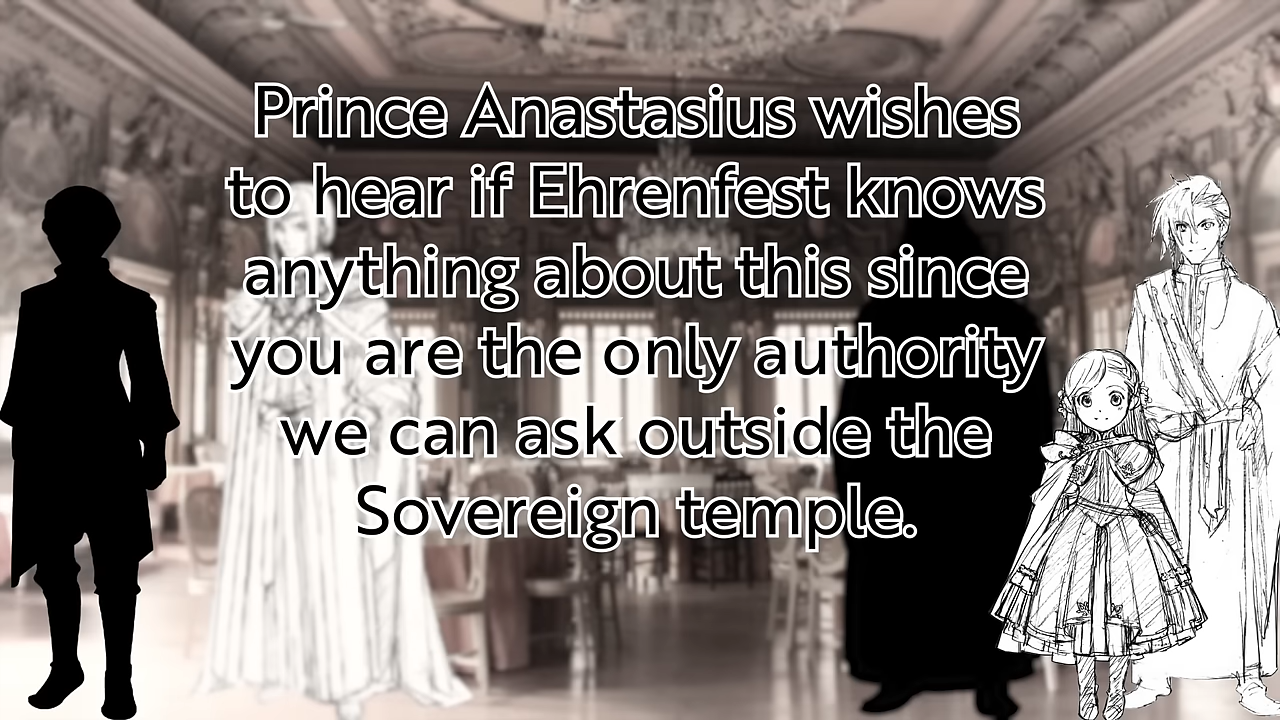 Prince Anastasius wishes
to hear if Ehrenfest knows
anything about this since
you are the only authority
we can ask outside the
Sovereign temple.